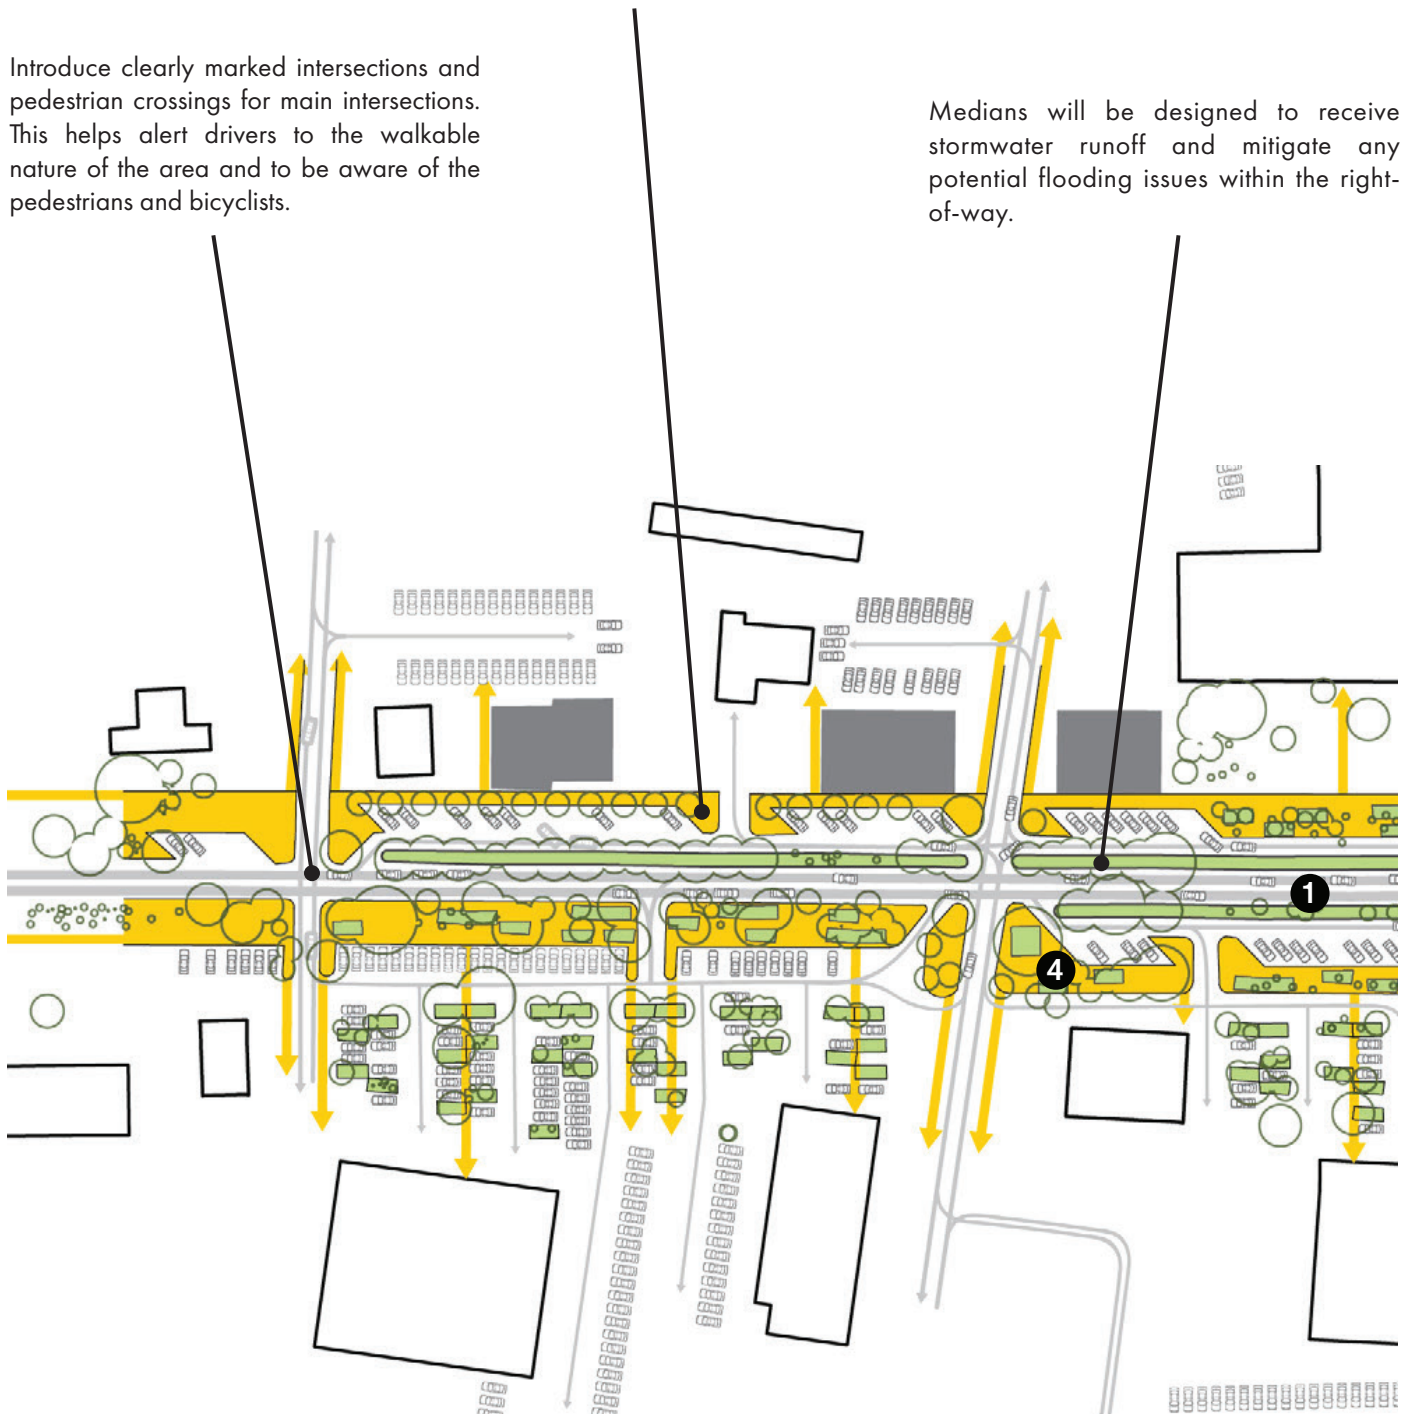 Introduce clearly marked intersections and
pedestrian crossings for main intersections.
This helps alert drivers to the walkable
nature of the area and to be aware of the
pedestrians and bicyclists.
Medians will be designed to receive
stormwater runoff and mitigate any
potential flooding issues within the right-
of-way.
1
4